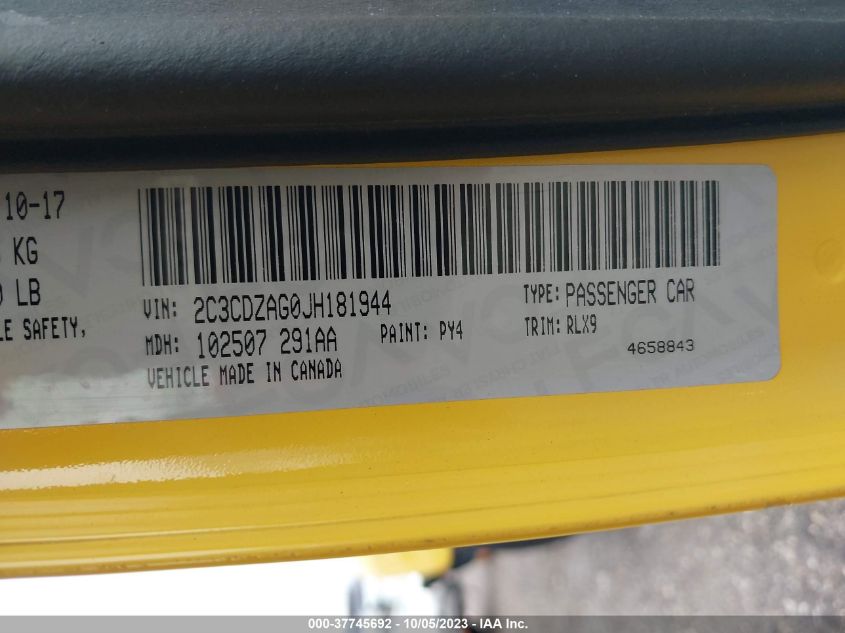 10-17
KG
LB
LE SAFETY,
VIN: 2C3CDZAG0JH181944
TYPE: PASSENGER CAR
MDH: 102507 291AA
PAINT: PY4
TRIM: RLX9
VEHICLE MADE IN CANADA
4658843
000-37745692 - 10/05/2023 - IAA Inc.